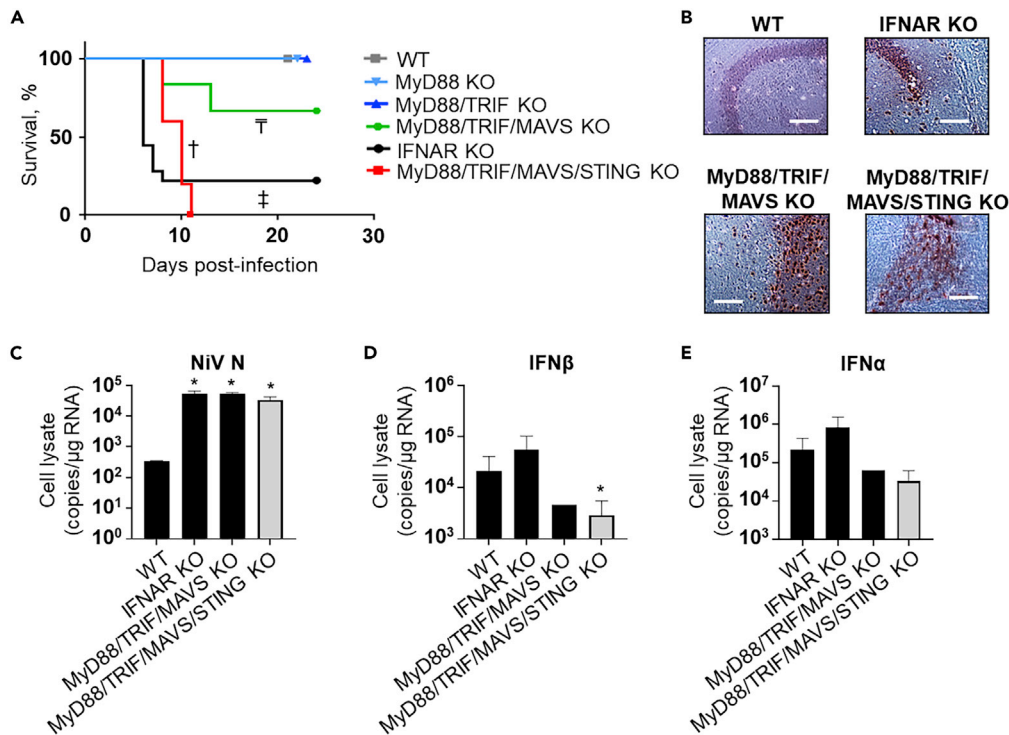 A
Survival, %
100
50
0
0
10
20
30
Days post-infection
†
‡
WT
MyD88 KO
MyD88/TRIF KO
MyD88/TRIF/MAVS KO
IFNAR KO
MyD88/TRIF/MAVS/STING KO
B
WT
IFNAR KO
MyD88/TRIF/
MAVS KO
MyD88/TRIF/
MAVS/STING KO
C
NiV N
Cell lysate
(copies/µg RNA)
10⁵
10⁴
10³
10²
10¹
10⁰
* * *
WT
IFNAR KO
MyD88/TRIF/MAVS KO
MyD88/TRIF/MAVS/STING KO
D
IFNβ
Cell lysate
(copies/µg RNA)
10⁶
10⁵
10⁴
10³
*
WT
IFNAR KO
MyD88/TRIF/MAVS KO
MyD88/TRIF/MAVS/STING KO
E
IFNα
Cell lysate
(copies/µg RNA)
10⁷
10⁶
10⁵
10⁴
10³
WT
IFNAR KO
MyD88/TRIF/MAVS KO
MyD88/TRIF/MAVS/STING KO